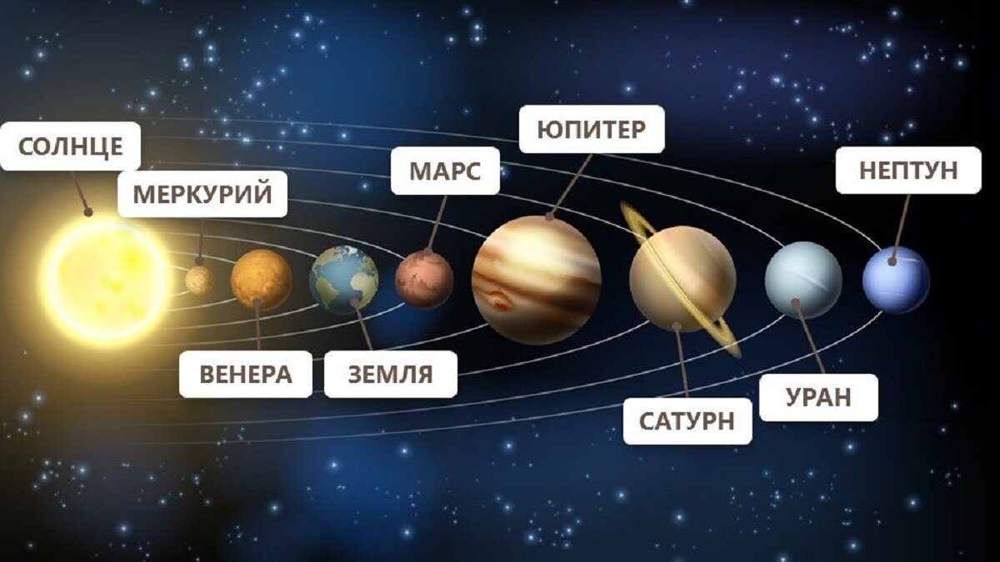 СОЛНЦЕ
МЕРКУРИЙ
ВЕНЕРА
ЗЕМЛЯ
МАРС
ЮПИТЕР
САТУРН
УРАН
НЕПТУН